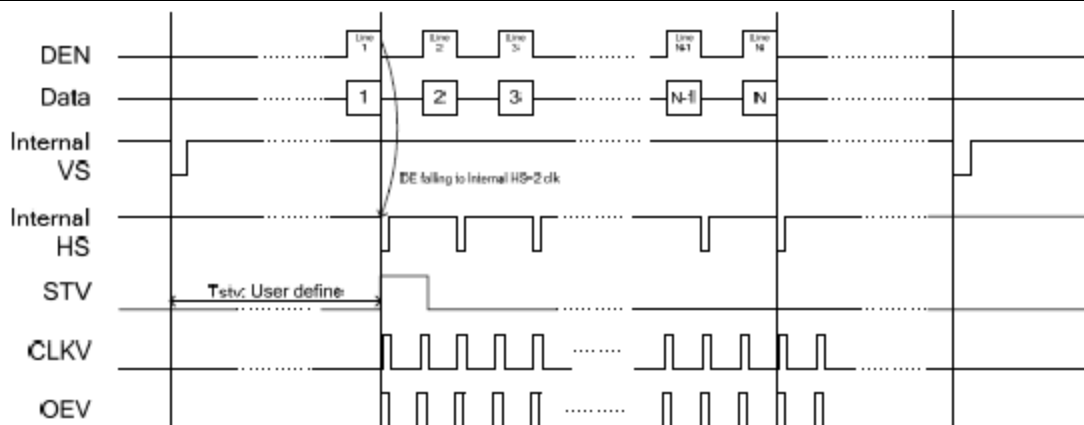 DEN
Line 1
Line 2
Line 3
Line N-1
Line N
Data
1
2
3
N-1
N
Internal VS
DE falling to Internal HS=2 clk
Internal HS
STV
Tstv: User define
CLKV
OEV